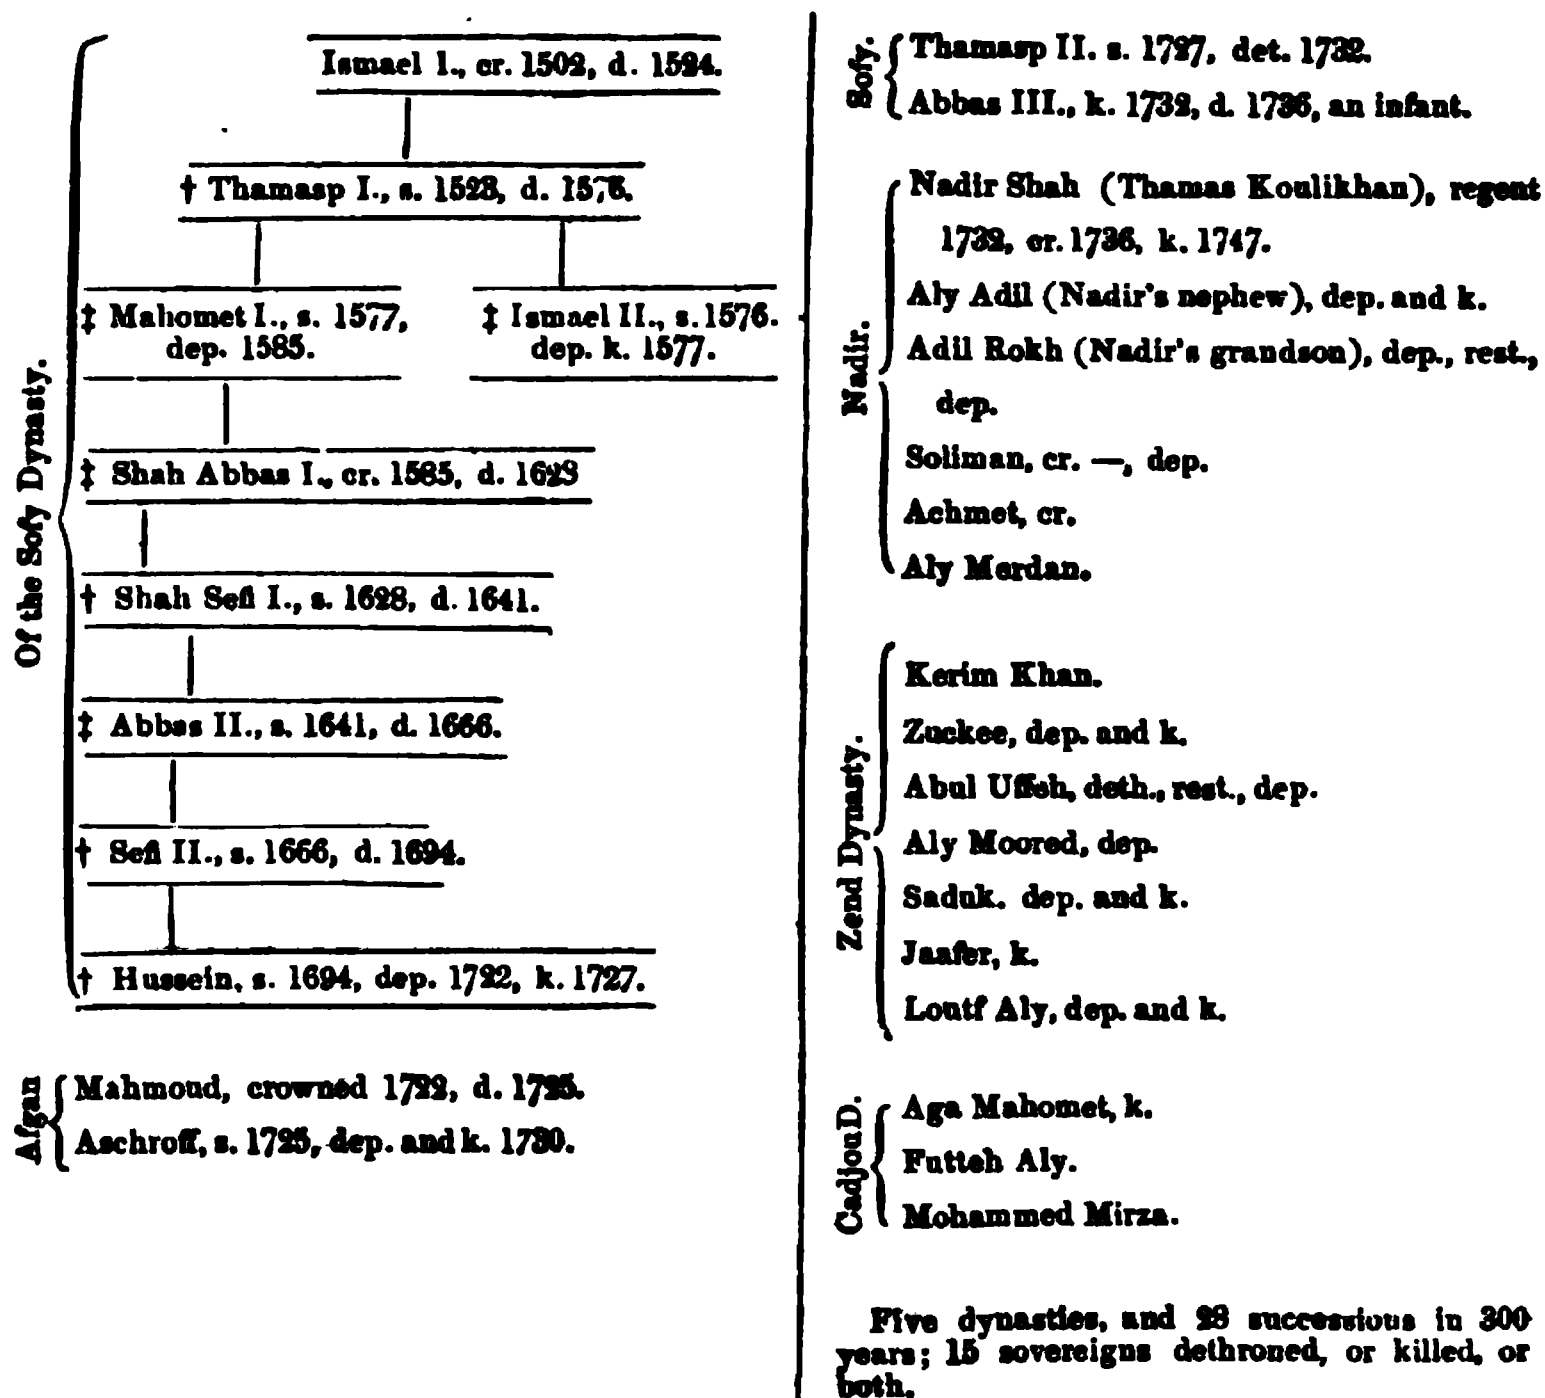 Of the Sofy Dynasty.
Ismael I., cr. 1502, d. 1524.
† Thamasp I., s. 1523, d. 1576.
‡ Mahomet I., s. 1577,
dep. 1585.
‡ Ismael II., s. 1576.
dep. k. 1577.
‡ Shah Abbas I., cr. 1585, d. 1628
† Shah Sefi I., s. 1628, d. 1641.
‡ Abbas II., s. 1641, d. 1666.
† Sefi II., s. 1666, d. 1694.
† Hussein, s. 1694, dep. 1722, k. 1727.
Afgan
Mahmoud, crowned 1722, d. 1725.
Aschroff, s. 1725, dep. and k. 1730.
Sofy.
Thamasp II. s. 1727, det. 1732.
Abbas III., k. 1732, d. 1736, an infant.
Nadir.
Nadir Shah (Thamas Koulikhan), regent
1732, cr. 1736, k. 1747.
Aly Adil (Nadir's nephew), dep. and k.
Adil Rokh (Nadir's grandson), dep., rest.,
dep.
Soliman, cr. —, dep.
Achmet, cr.
Aly Merdan.
Zend Dynasty.
Kerim Khan.
Zuckee, dep. and k.
Abul Uffeh, deth., rest., dep.
Aly Moored, dep.
Saduk. dep. and k.
Jaafer, k.
Loutf Aly, dep. and k.
Cadjou D.
Aga Mahomet, k.
Futteh Aly.
Mohammed Mirza.
Five dynasties, and 28 successions in 300
years; 15 sovereigns dethroned, or killed, or
both.